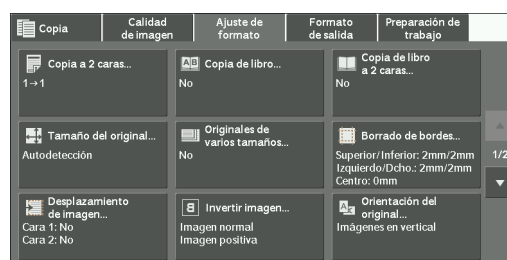 Copia
Calidad
de imagen
Ajuste de
formato
Formato
de salida
Preparación de
trabajo
Copia a 2 caras...
1→1
AB
Copia de libro...
No
Copia de libro
a 2 caras...
No
Tamaño del original...
Autodetección
Originales de
varios tamaños...
No
Borrado de bordes...
Superior/Inferior: 2mm/2mm
Izquierdo/Dcho.: 2mm/2mm
Centro: 0mm
1/2
Desplazamiento
de imagen...
Cara 1: No
Cara 2: No
Invertir imagen...
Imagen normal
Imagen positiva
Orientación del
original...
Imágenes en vertical